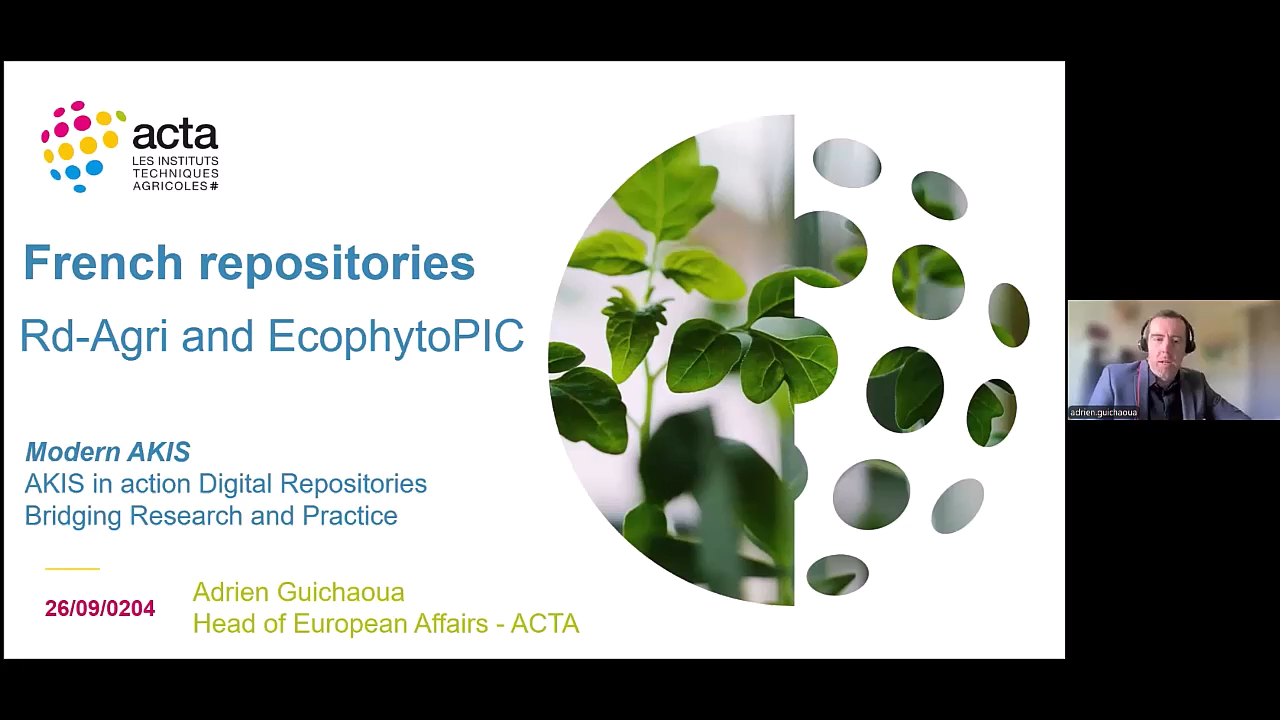 acta
LES INSTITUTS
TECHNIQUES
AGRICOLES#
French repositories
Rd-Agri and EcophytoPIC
Modern AKIS
AKIS in action Digital Repositories
Bridging Research and Practice
26/09/0204
Adrien Guichaoua
Head of European Affairs - ACTA
adrien.guichaoua